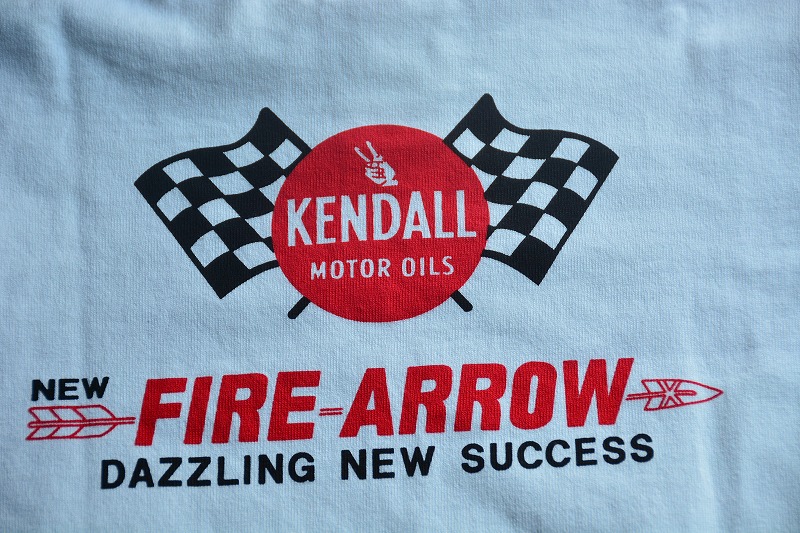 KENDALL
MOTOR OILS
NEW
FIRE-ARROW
DAZZLING NEW SUCCESS